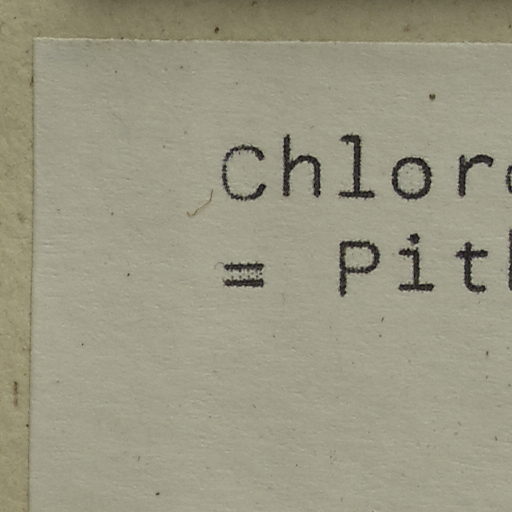 Chlor
= Pit